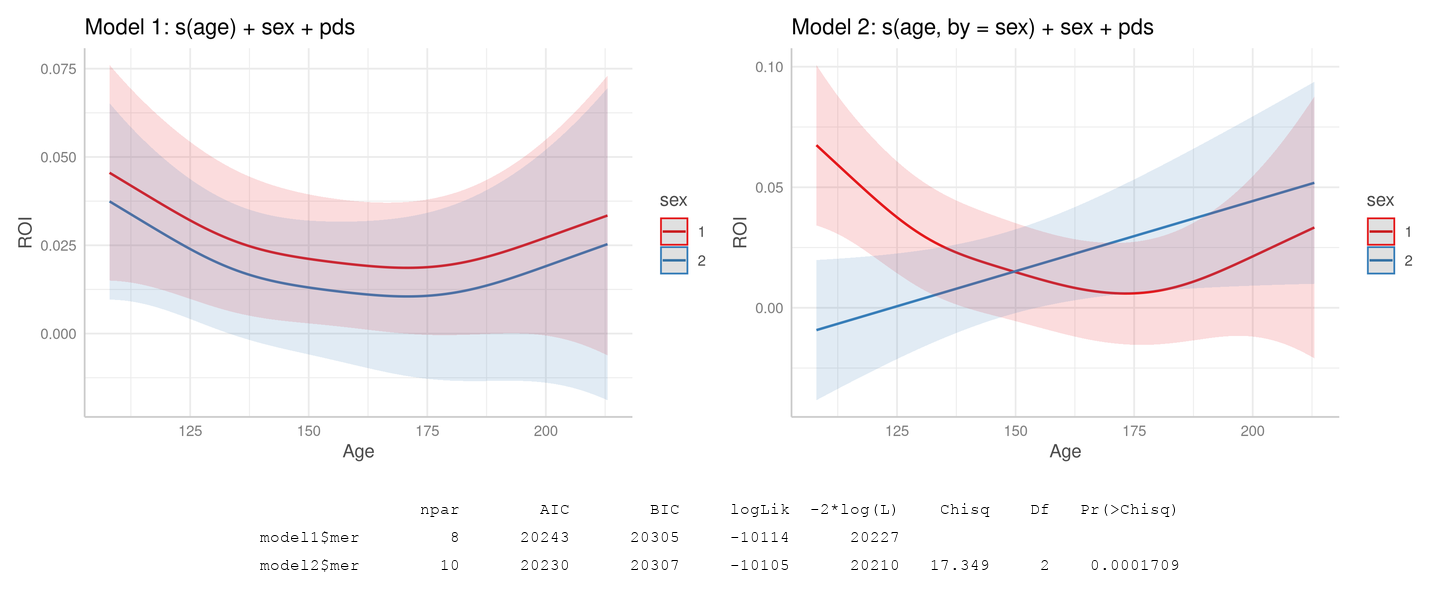 Model 1: s(age) + sex + pds
0.075
0.050
0.025
0.000
ROI
125 150 175 200
Age
sex
1
2
Model 2: s(age, by = sex) + sex + pds
0.10
0.05
0.00
ROI
125 150 175 200
Age
sex
1
2
npar AIC BIC logLik -2*log(L) Chisq Df Pr(>Chisq)
model1$mer 8 20243 20305 -10114 20227
model2$mer 10 20230 20307 -10105 20210 17.349 2 0.0001709